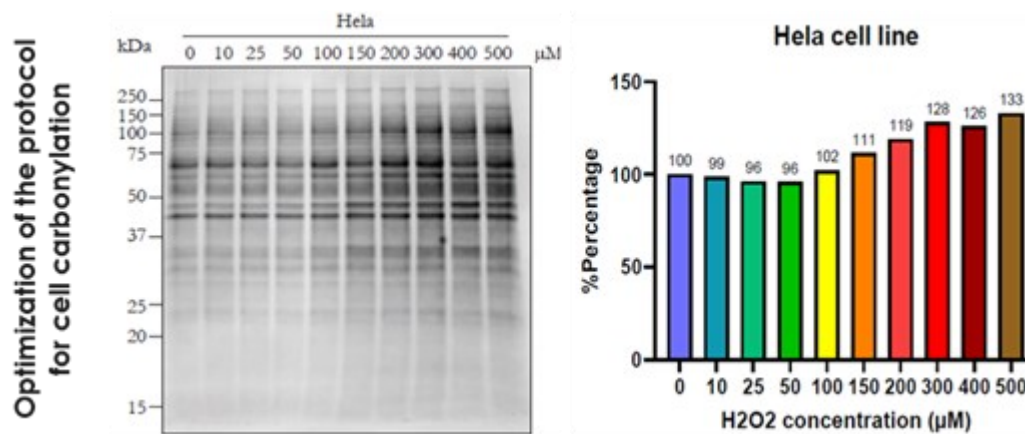 Optimization of the protocol
for cell carbonylation
Hela
kDa
0 10 25 50 100 150 200 300 400 500 µM
250
150
100
75
50
37
25
20
15
Hela cell line
%Percentage
150
100
50
0
100 99 96 96 102 111 119 128 126 133
0 10 25 50 100 150 200 300 400 500
H2O2 concentration (µM)